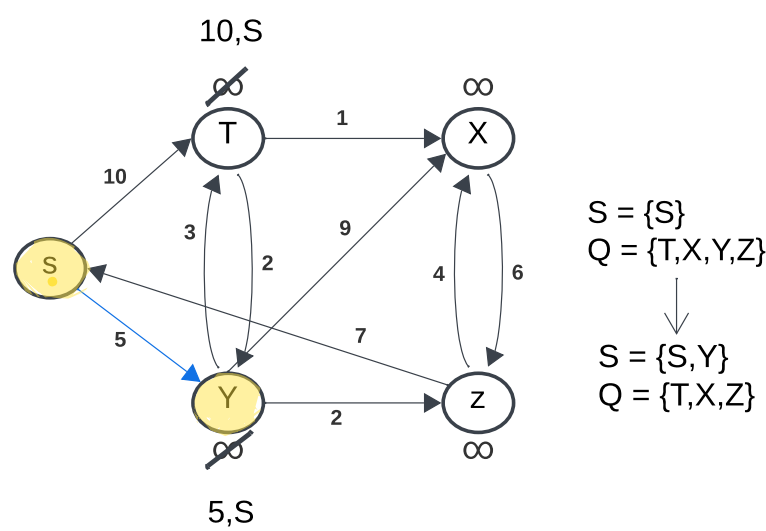 10,S
∞
∞
T
1
X
10
3
2
9
S
4
6
5
7
Y
2
z
∞
∞
5,S
S = {S}
Q = {T,X,Y,Z}
S = {S,Y}
Q = {T,X,Z}